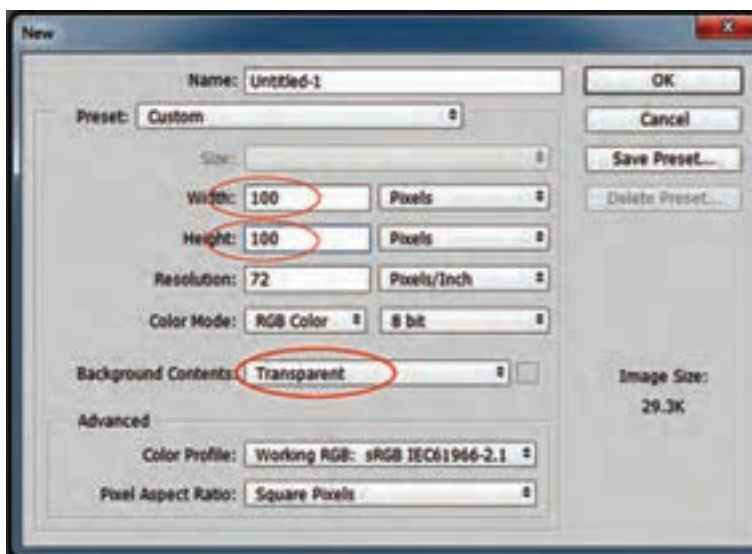 New
Name: Untitled-1
OK
Preset: Custom
Cancel
Size:
Save Preset...
Width: 100 Pixels
Delete Preset...
Height: 100 Pixels
Resolution: 72 Pixels/Inch
Color Mode: RGB Color 8 bit
Background Contents: Transparent
Image Size:
29.3K
Advanced
Color Profile: Working RGB: sRGB IEC61966-2.1
Pixel Aspect Ratio: Square Pixels